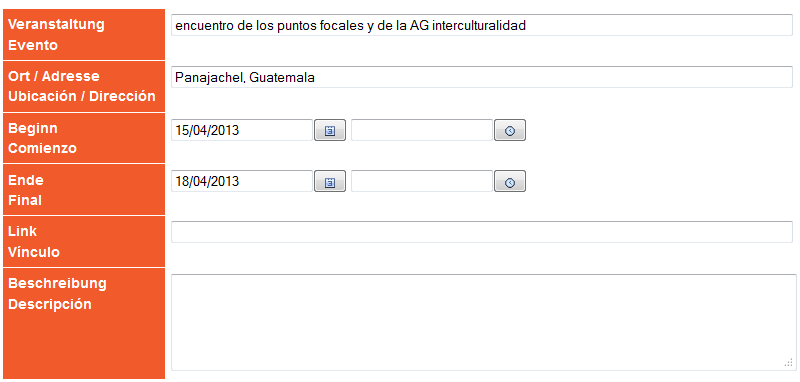 Veranstaltung
Evento
encuentro de los puntos focales y de la AG interculturalidad
Ort / Adresse
Ubicación / Dirección
Panajachel, Guatemala
Beginn
Comienzo
15/04/2013
Ende
Final
18/04/2013
Link
Vínculo
Beschreibung
Descripción